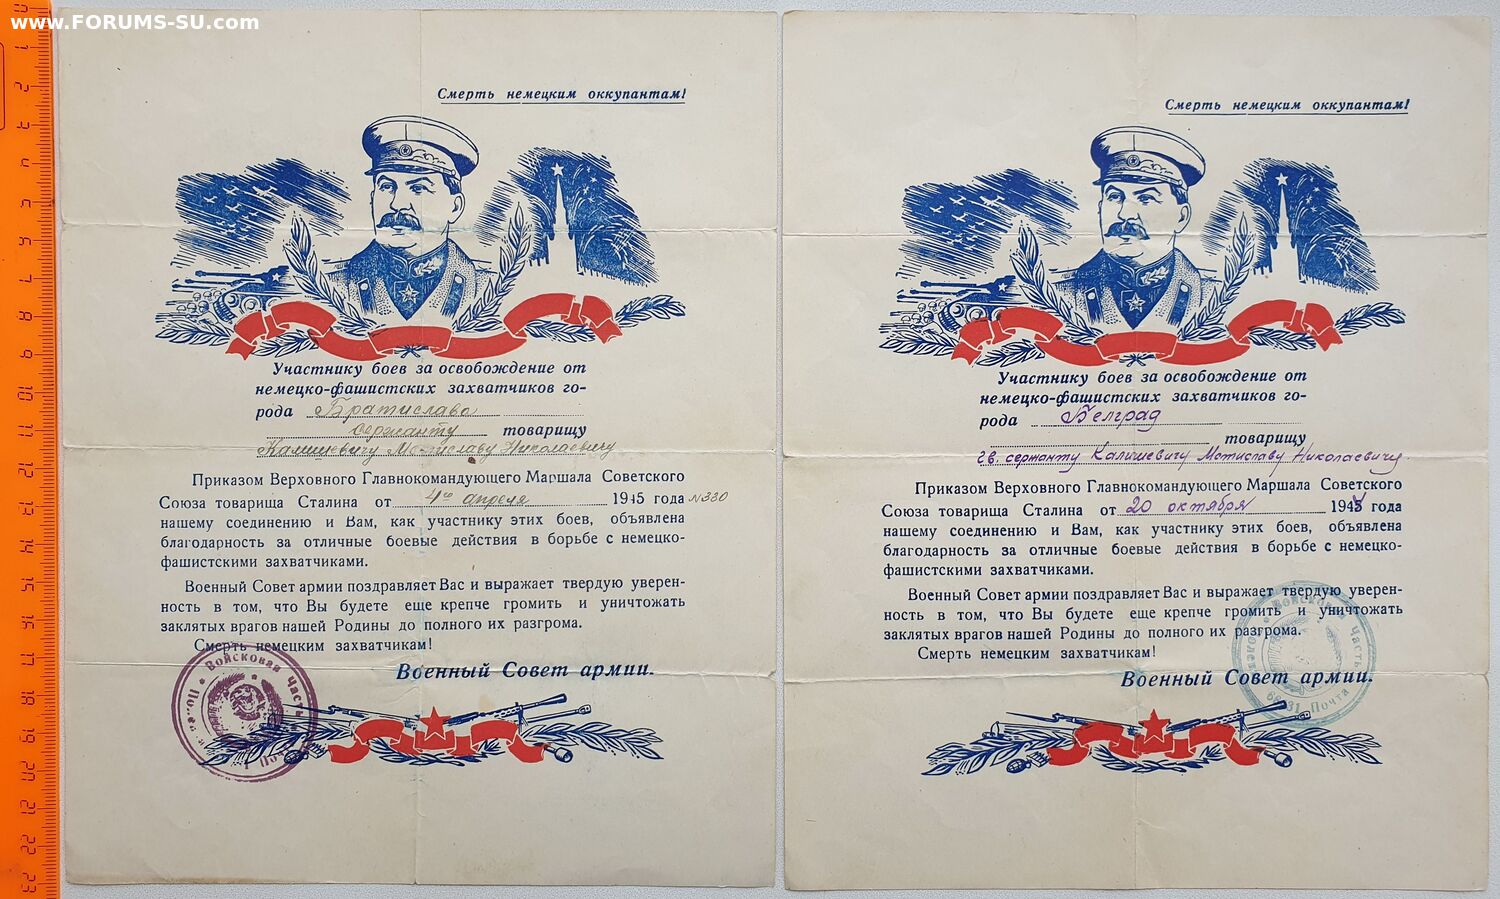 www.FORUMS-SU.com
Смерть немецким оккупантам!
Участнику боев за освобождение от
немецко-фашистских захватчиков го-
рода Братислава
сержанту товарищу
Калишевичу Мстиславу Николаевичу
Приказом Верховного Главнокомандующего Маршала Советского
Союза товарища Сталина от 4го апреля 1945 года №330
нашему соединению и Вам, как участнику этих боев, объявлена
благодарность за отличные боевые действия в борьбе с немецко-
фашистскими захватчиками.
Военный Совет армии поздравляет Вас и выражает твердую уверен-
ность в том, что Вы будете еще крепче громить и уничтожать
заклятых врагов нашей Родины до полного их разгрома.
Смерть немецким захватчикам!
Военный Совет армии.
Войсковая часть
Смерть немецким оккупантам!
Участнику боев за освобождение от
немецко-фашистских захватчиков го-
рода Белград
товарищу
гв. сержанту Калишевичу Мстиславу Николаевичу.
Приказом Верховного Главнокомандующего Маршала Советского
Союза товарища Сталина от 20 октября 1944 года
нашему соединению и Вам, как участнику этих боев, объявлена
благодарность за отличные боевые действия в борьбе с немецко-
фашистскими захватчиками.
Военный Совет армии поздравляет Вас и выражает твердую уверен-
ность в том, что Вы будете еще крепче громить и уничтожать
заклятых врагов нашей Родины до полного их разгрома.
Смерть немецким захватчикам!
Военный Совет армии.
Войсковая часть
Почта